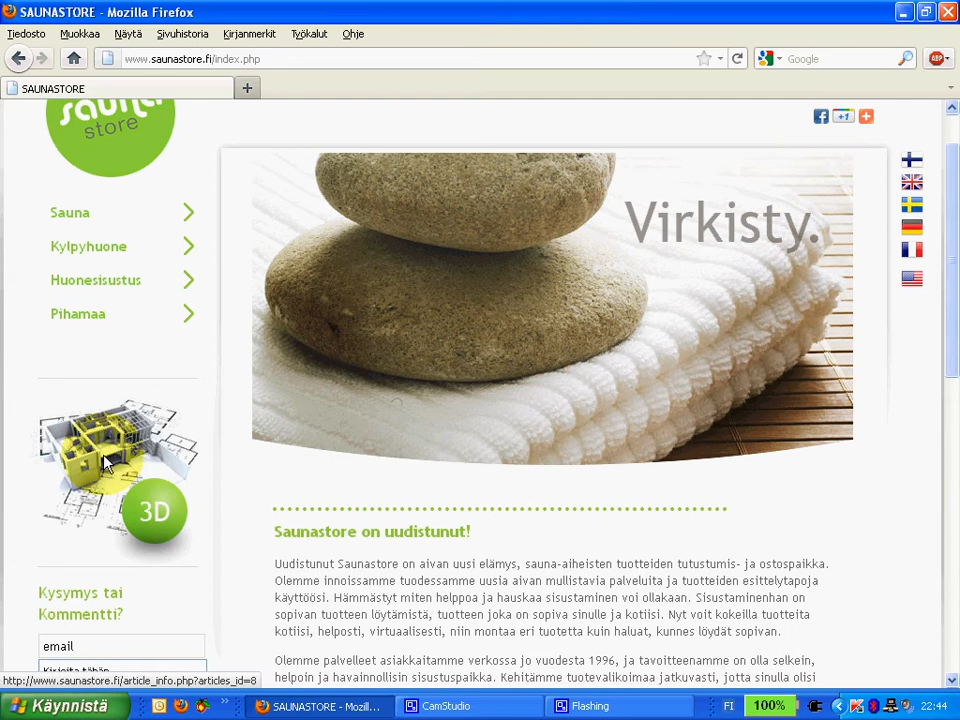 SAUNASTORE - Mozilla Firefox
Tiedosto Muokkaa Näytä Sivuhistoria Kirjanmerkit Työkalut Ohje
www.saunastore.fi/index.php
Google
ABP
SAUNASTORE
sauna
store
+1
Sauna
Kylpyhuone
Huonesisustus
Pihamaa
Virkisty.
3D
Saunastore on uudistunut!
Uudistunut Saunastore on aivan uusi elämys, sauna-aiheisten tuotteiden tutustumis- ja ostospaikka.
Olemme innoissamme tuodessamme uusia aivan mullistavia palveluita ja tuotteiden esittelytapoja
käyttöösi. Hämmästyt miten helppoa ja hauskaa sisustaminen voi ollakaan. Sisustaminenhan on
sopivan tuotteen löytämistä, tuotteen joka on sopiva sinulle ja kotiisi. Nyt voit kokeilla tuotteita
kotiisi, helposti, virtuaalisesti, niin montaa eri tuotetta kuin haluat, kunnes löydät sopivan.
Olemme palvelleet asiakkaitamme verkossa jo vuodesta 1996, ja tavoitteenamme on olla selkein,
helpoin ja havainnollisin sisustuspaikka. Kehitämme tuotevalikoimaa jatkuvasti, jotta sinulla olisi
Kysymys tai
Kommentti?
email
Kirjoita tähän
http://www.saunastore.fi/article_info.php?articles_id=8
Käynnistä
SAUNASTORE - Mozill...
CamStudio
Flashing
FI
100%
22:44